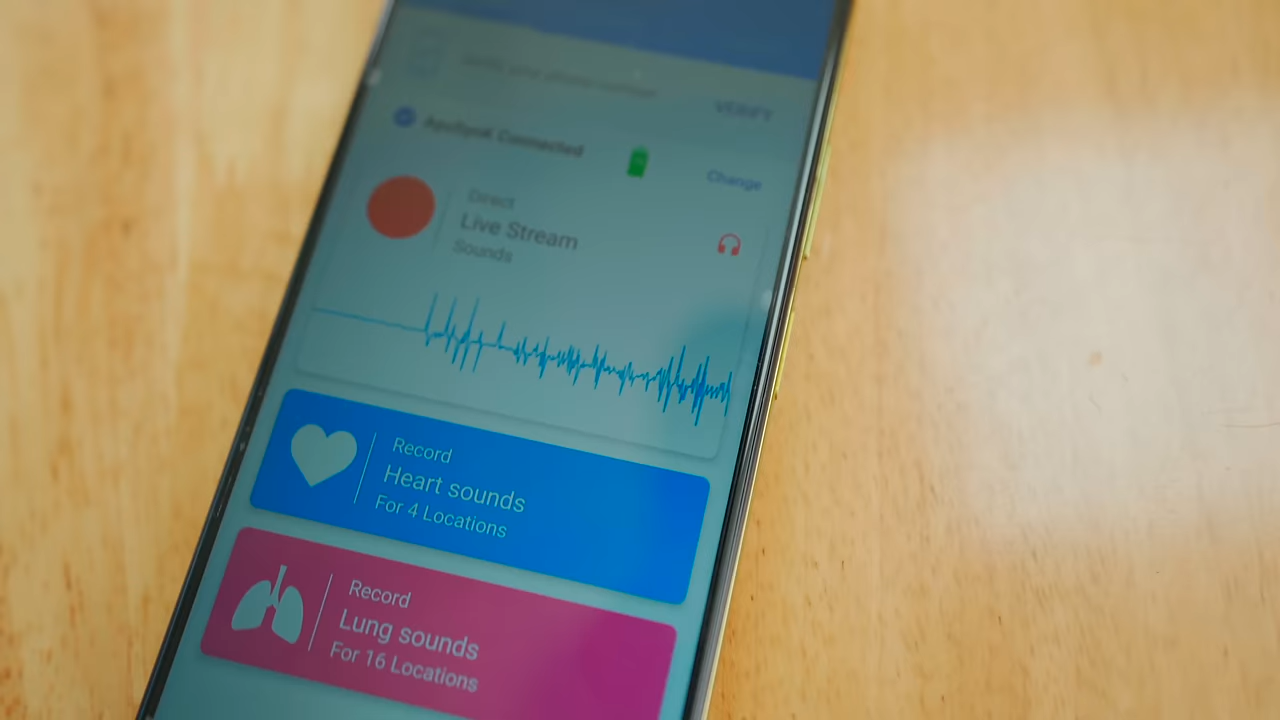 VERIFY
AyuSynk Connected
Change
Direct
Live Stream
Sounds
Record
Heart sounds
For 4 Locations
Record
Lung sounds
For 16 Locations